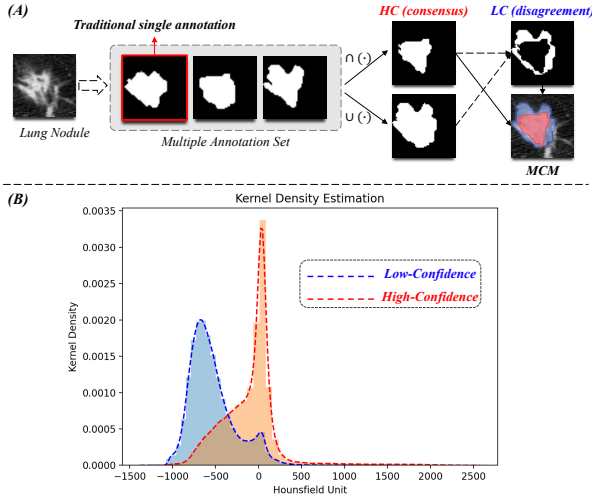 (A)
Traditional single annotation
HC (consensus)
LC (disagreement)
∩ (·)
∪ (·)
Lung Nodule
Multiple Annotation Set
MCM
(B)
Kernel Density Estimation
Kernel Density
0.0035
0.0030
0.0025
0.0020
0.0015
0.0010
0.0005
0.0000
Low-Confidence
High-Confidence
−1500 −1000 −500 0 500 1000 1500 2000 2500
Hounsfield Unit